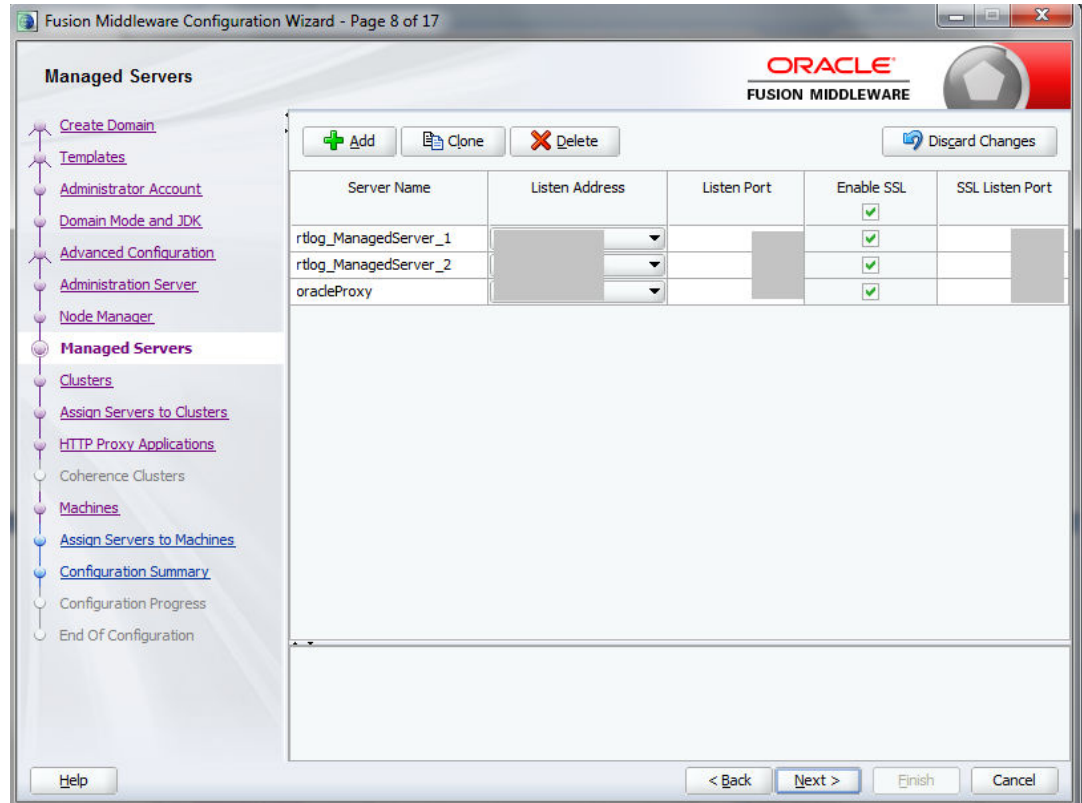 Fusion Middleware Configuration Wizard - Page 8 of 17
Managed Servers
ORACLE
FUSION MIDDLEWARE
Create Domain
Templates
Administrator Account
Domain Mode and JDK
Advanced Configuration
Administration Server
Node Manager
Managed Servers
Clusters
Assign Servers to Clusters
HTTP Proxy Applications
Coherence Clusters
Machines
Assign Servers to Machines
Configuration Summary
Configuration Progress
End Of Configuration
Add Clone Delete Discard Changes
Server Name Listen Address Listen Port Enable SSL SSL Listen Port
rtlog_ManagedServer_1
rtlog_ManagedServer_2
oracleProxy
Help < Back Next > Finish Cancel